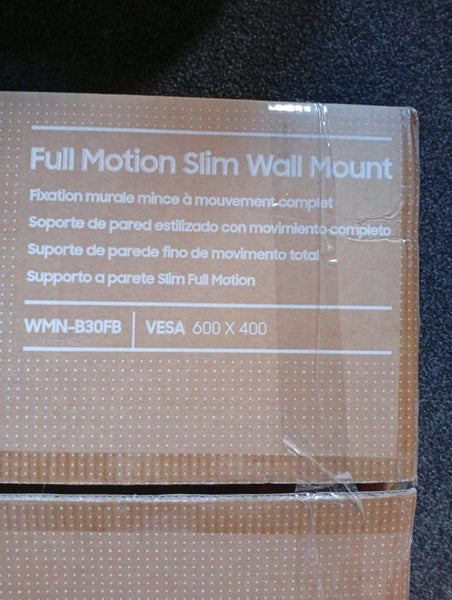 Full Motion Slim Wall Mount
Fixation murale mince à mouvement complet
Soporte de pared estilizado con movimiento completo
Suporte de parede fino de movimento total
Supporto a parete Slim Full Motion
WMN-B30FB | VESA 600 X 400